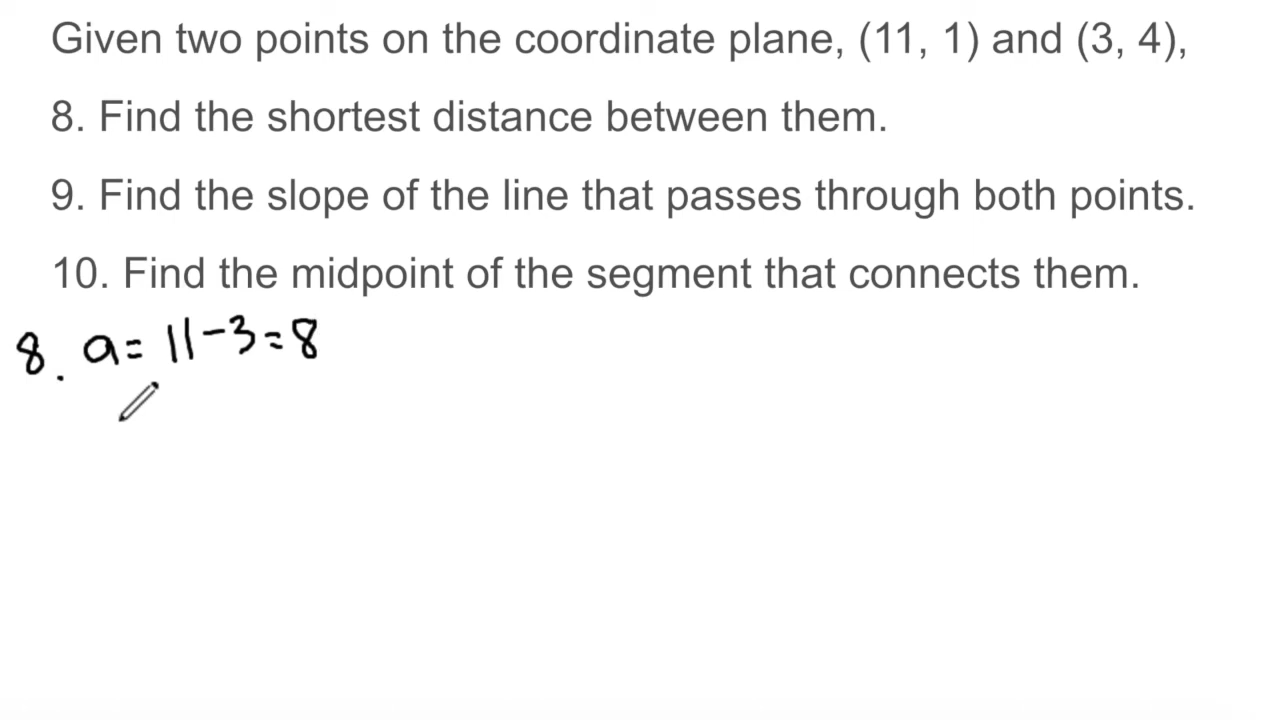 Given two points on the coordinate plane, (11, 1) and (3, 4),
8. Find the shortest distance between them.
9. Find the slope of the line that passes through both points.
10. Find the midpoint of the segment that connects them.
8. a= 11-3=8